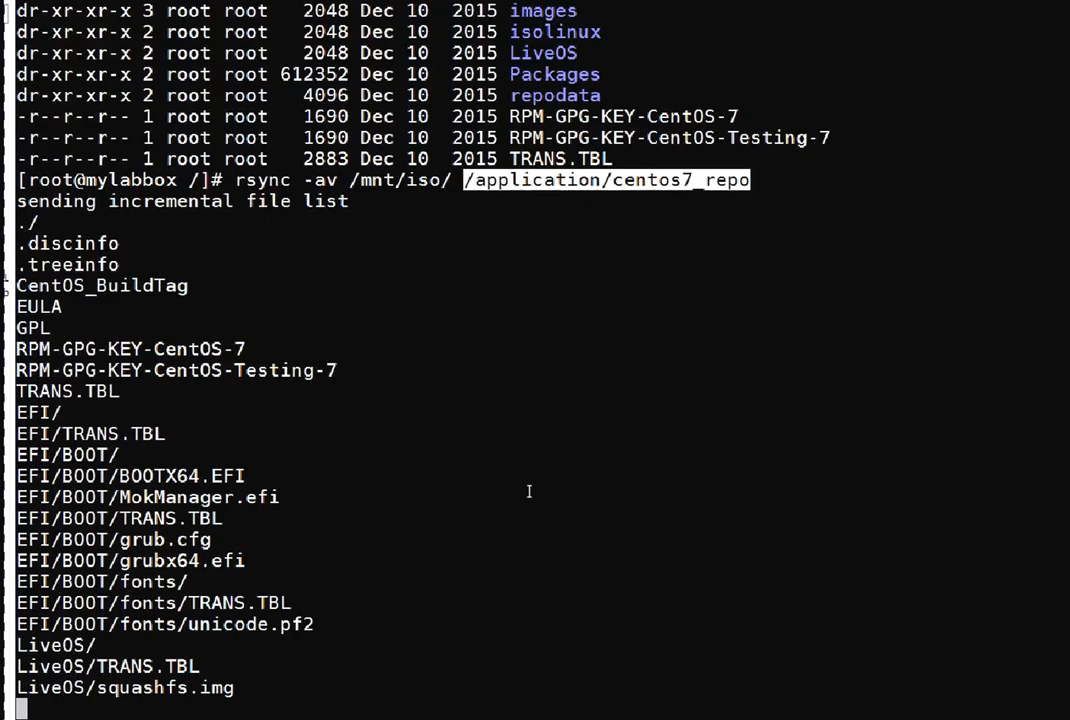 dr-xr-xr-x 3 root root   2048 Dec 10  2015 images
dr-xr-xr-x 2 root root   2048 Dec 10  2015 isolinux
dr-xr-xr-x 2 root root   2048 Dec 10  2015 LiveOS
dr-xr-xr-x 2 root root 612352 Dec 10  2015 Packages
dr-xr-xr-x 2 root root   4096 Dec 10  2015 repodata
-r--r--r-- 1 root root   1690 Dec 10  2015 RPM-GPG-KEY-CentOS-7
-r--r--r-- 1 root root   1690 Dec 10  2015 RPM-GPG-KEY-CentOS-Testing-7
-r--r--r-- 1 root root   2883 Dec 10  2015 TRANS.TBL
[root@mylabbox /]# rsync -av /mnt/iso/ /application/centos7_repo
sending incremental file list
./
.discinfo
.treeinfo
CentOS_BuildTag
EULA
GPL
RPM-GPG-KEY-CentOS-7
RPM-GPG-KEY-CentOS-Testing-7
TRANS.TBL
EFI/
EFI/TRANS.TBL
EFI/BOOT/
EFI/BOOT/BOOTX64.EFI
EFI/BOOT/MokManager.efi
EFI/BOOT/TRANS.TBL
EFI/BOOT/grub.cfg
EFI/BOOT/grubx64.efi
EFI/BOOT/fonts/
EFI/BOOT/fonts/TRANS.TBL
EFI/BOOT/fonts/unicode.pf2
LiveOS/
LiveOS/TRANS.TBL
LiveOS/squashfs.img